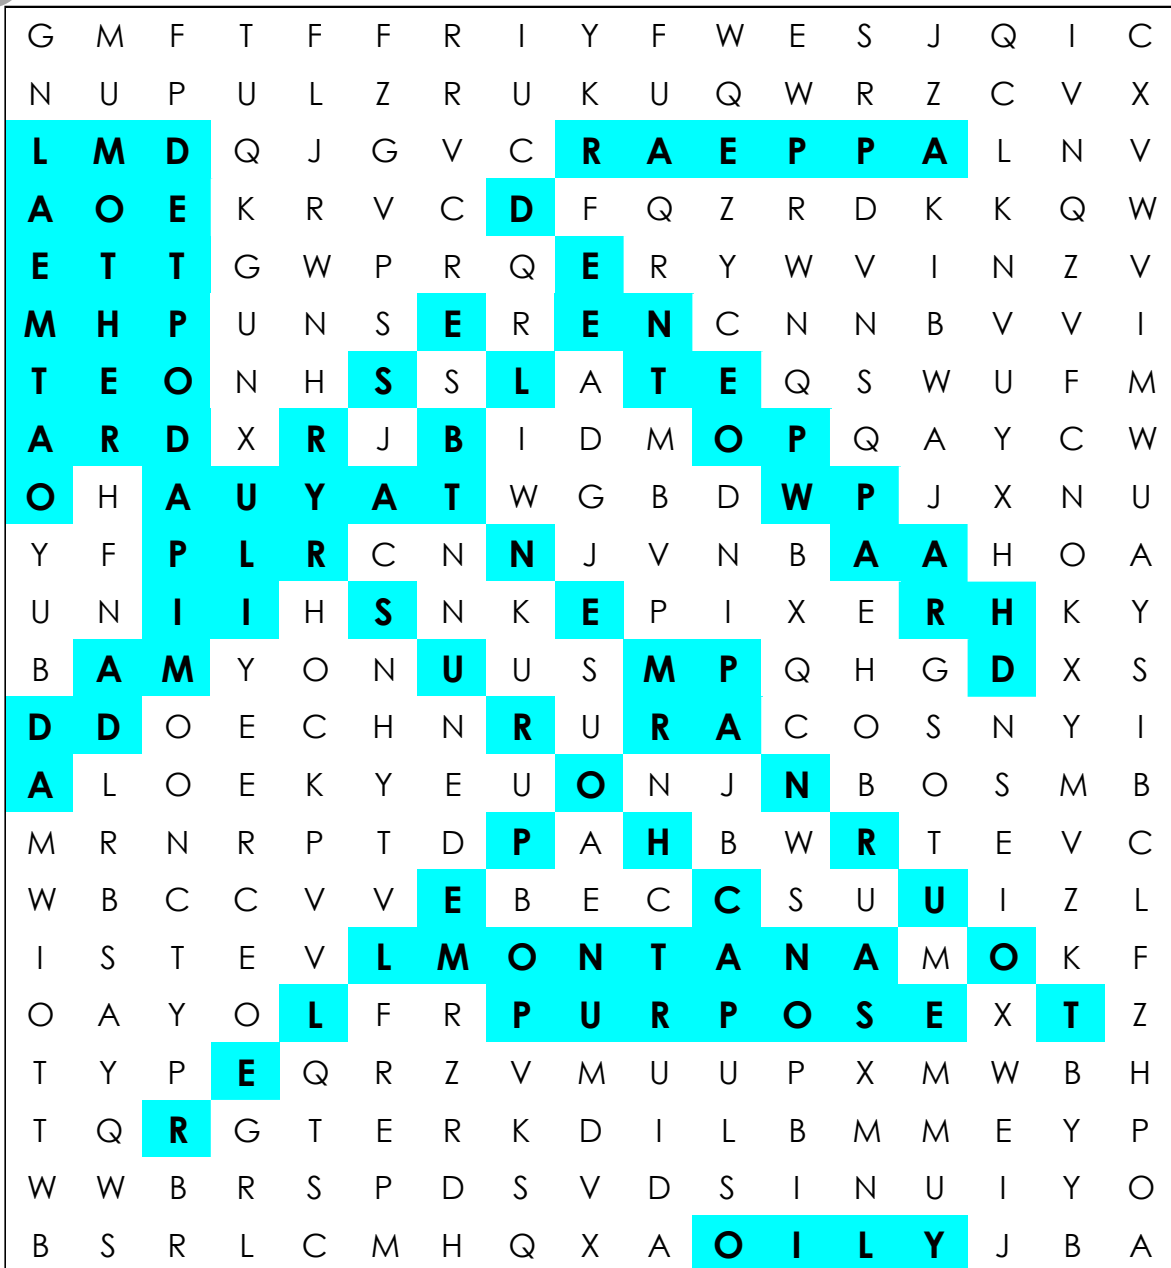 G M F T F F R I Y F W E S J Q I C
N U P U L Z R U K U Q W R Z C V X
L M D Q J G V C R A E P P A L N V
A O E K R V C D F Q Z R D K K Q W
E T T G W P R Q E R Y W V I N Z V
M H P U N S E R E N C N N B V V I
T E O N H S S L A T E Q S W U F M
A R D X R J B I D M O P Q A Y C W
O H A U Y A T W G B D W P J X N U
Y F P L R C N N J V N B A A H O A
U N I I H S N K E P I X E R H K Y
B A M Y O N U U S M P Q H G D X S
D D O E C H N R U R A C O S N Y I
A L O E K Y E U O N J N B O S M B
M R N R P T D P A H B W R T E V C
W B C C V V E B E C C S U U I Z L
I S T E V L M O N T A N A M O K F
O A Y O L F R P U R P O S E X T Z
T Y P E Q R Z V M U U P X M W B H
T Q R G T E R K D I L B M M E Y P
W W B R S P D S V D S I N U I Y O
B S R L C M H Q X A O I L Y J B A